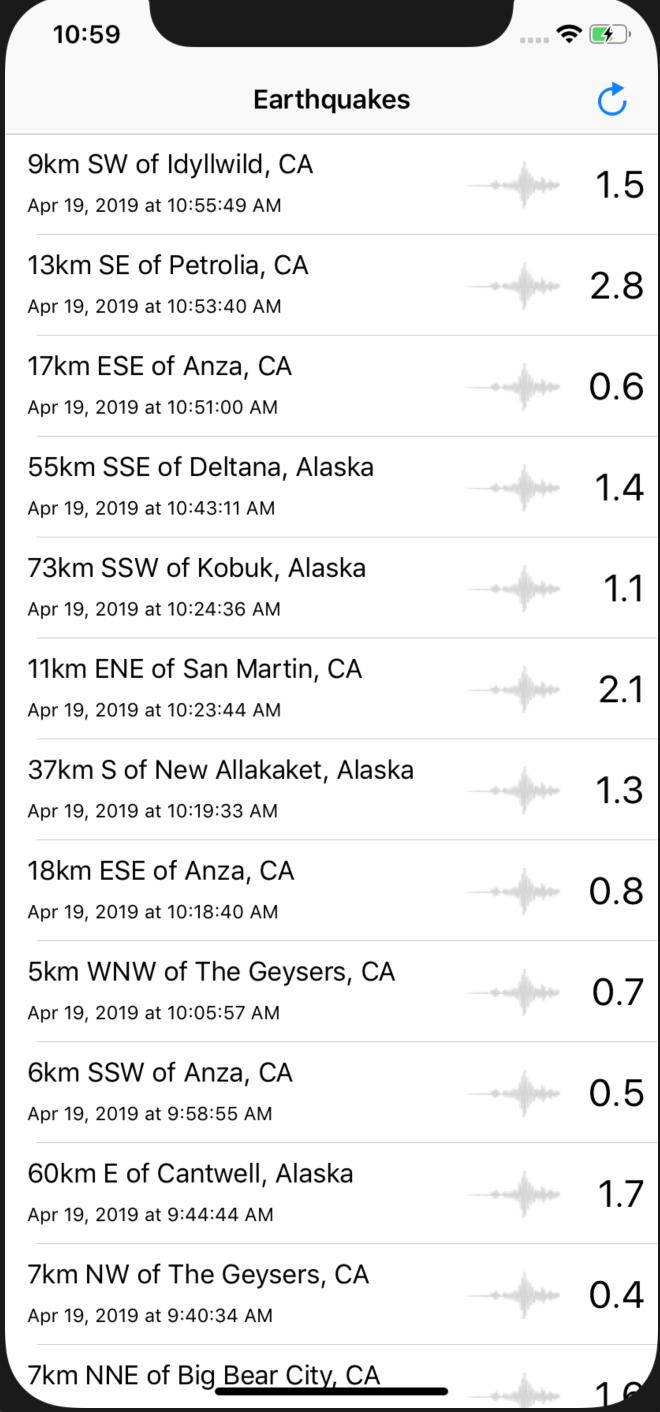 10:59
Earthquakes
9km SW of Idyllwild, CA
1.5
Apr 19, 2019 at 10:55:49 AM
13km SE of Petrolia, CA
2.8
Apr 19, 2019 at 10:53:40 AM
17km ESE of Anza, CA
0.6
Apr 19, 2019 at 10:51:00 AM
55km SSE of Deltana, Alaska
1.4
Apr 19, 2019 at 10:43:11 AM
73km SSW of Kobuk, Alaska
1.1
Apr 19, 2019 at 10:24:36 AM
11km ENE of San Martin, CA
2.1
Apr 19, 2019 at 10:23:44 AM
37km S of New Allakaket, Alaska
1.3
Apr 19, 2019 at 10:19:33 AM
18km ESE of Anza, CA
0.8
Apr 19, 2019 at 10:18:40 AM
5km WNW of The Geysers, CA
0.7
Apr 19, 2019 at 10:05:57 AM
6km SSW of Anza, CA
0.5
Apr 19, 2019 at 9:58:55 AM
60km E of Cantwell, Alaska
1.7
Apr 19, 2019 at 9:44:44 AM
7km NW of The Geysers, CA
0.4
Apr 19, 2019 at 9:40:34 AM
7km NNE of Big Bear City, CA